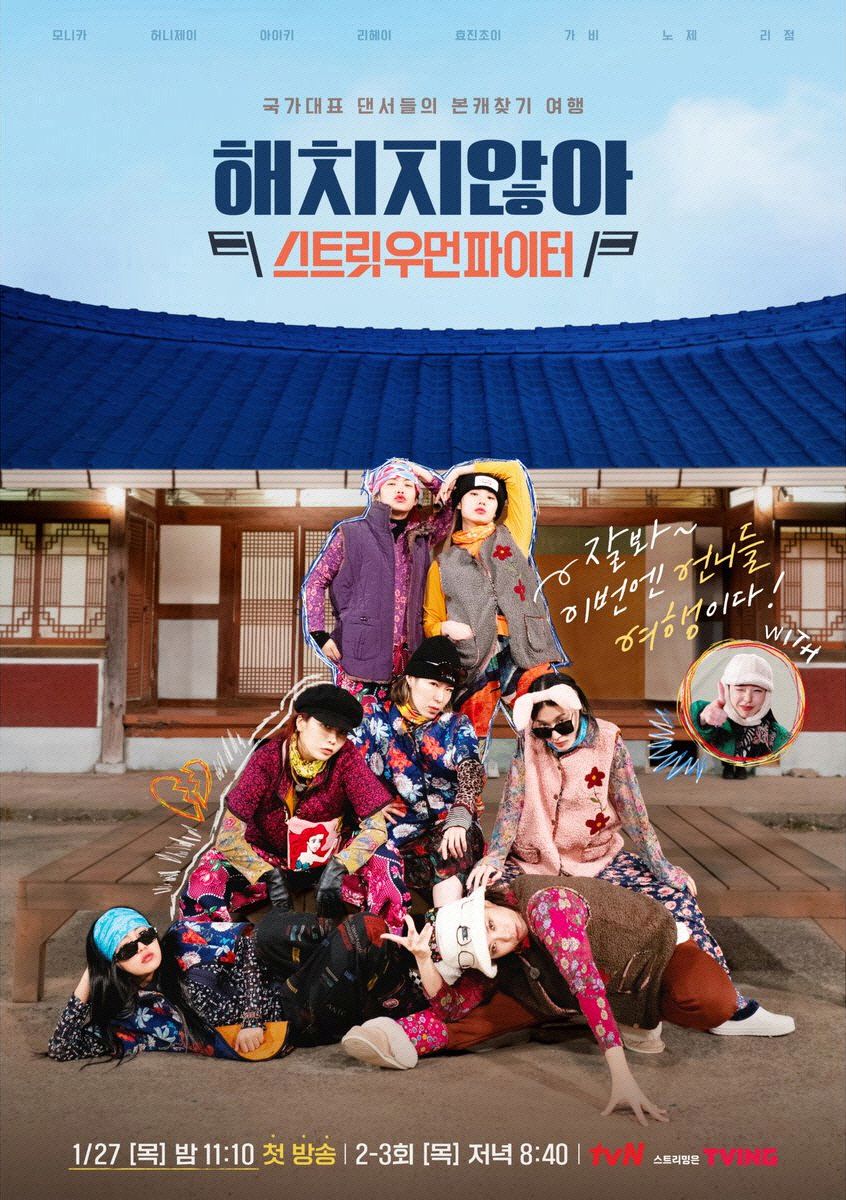 모니카 허니제이 아이키 리헤이 효진초이 가비 노제 리정
국가대표 댄서들의 본캐찾기 여행
해치지않아
X 스트릿 우먼 파이터
잘봐~
이번엔 언니들
여행이다!
WITH
1/27 [목] 밤 11:10 첫 방송 | 2-3회 [목] 저녁 8:40 | tvN 스트리밍은 TVING